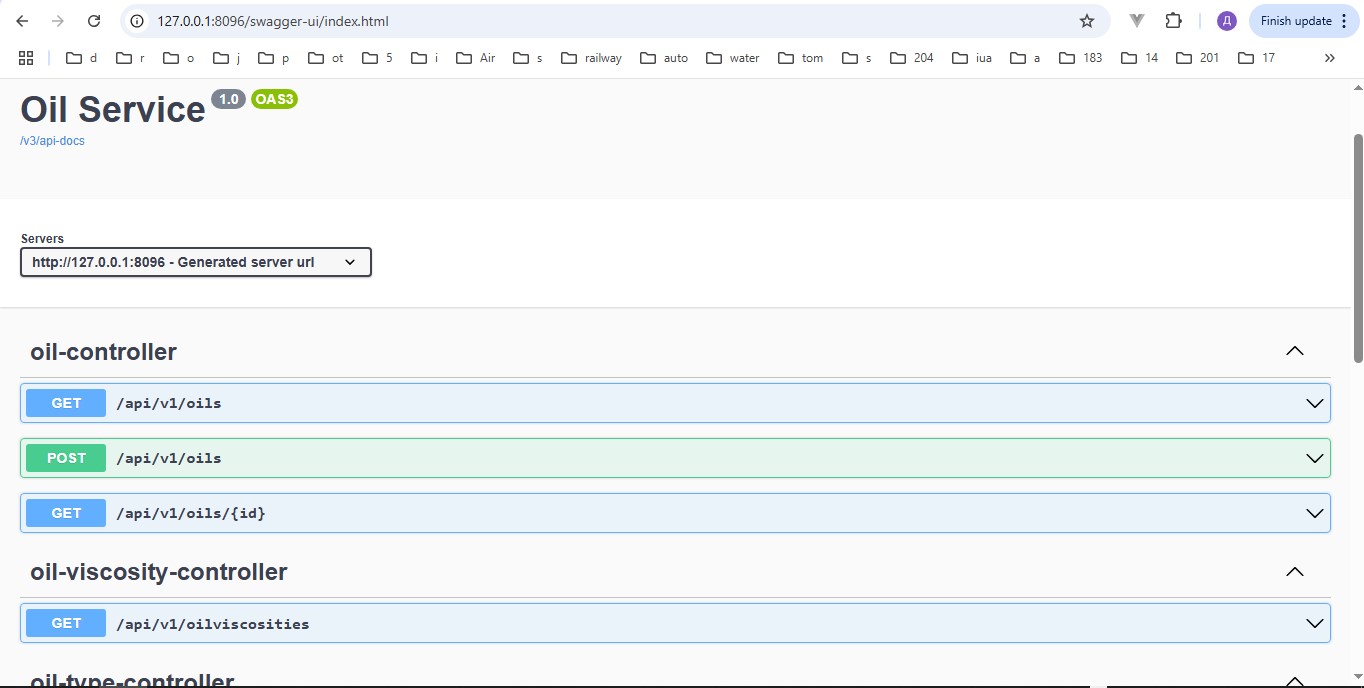 127.0.0.1:8096/swagger-ui/index.html Д Finish update
d r o j p ot 5 i Air s railway auto water tom s 204 iua a 183 14 201 17 »
Oil Service 1.0 OAS3
/v3/api-docs
Servers
http://127.0.0.1:8096 - Generated server url
oil-controller
GET /api/v1/oils
POST /api/v1/oils
GET /api/v1/oils/{id}
oil-viscosity-controller
GET /api/v1/oilviscosities
oil-type-controller